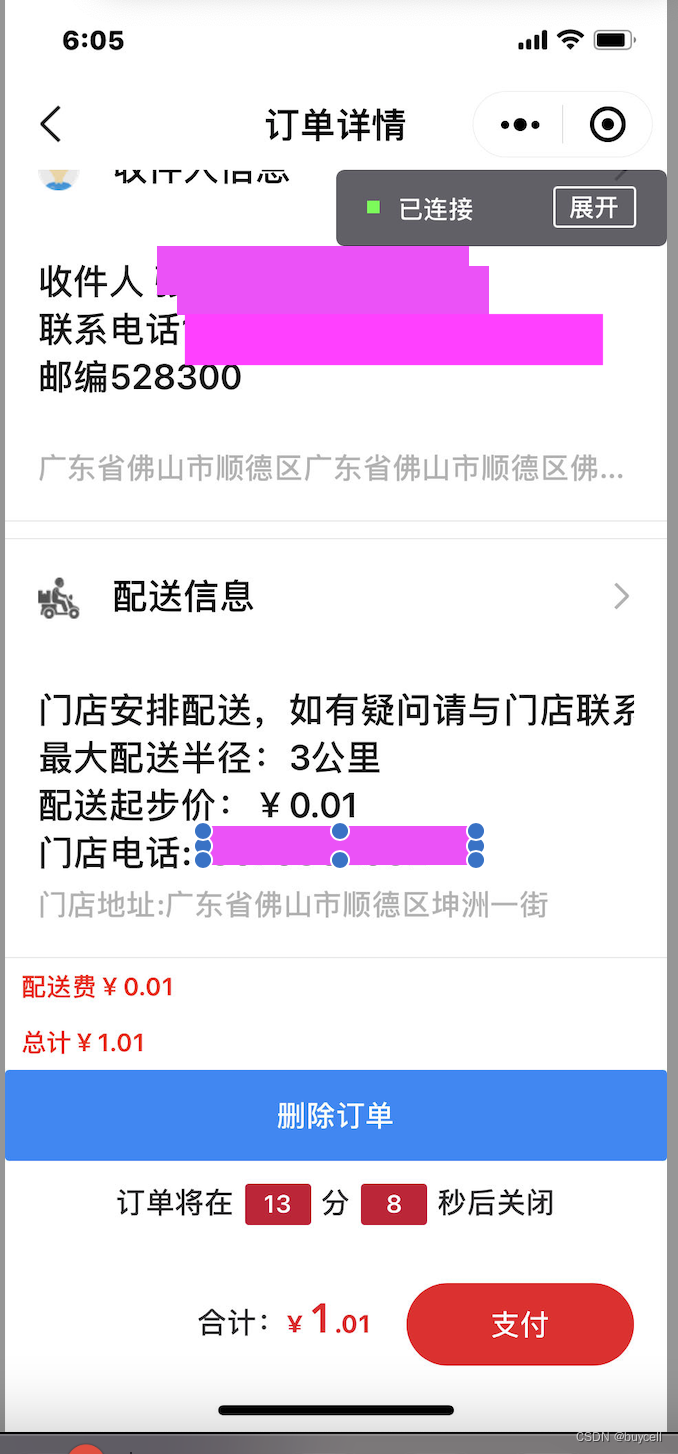 6:05
订单详情
收件人信息
已连接
展开
收件人
联系电话
邮编528300
广东省佛山市顺德区广东省佛山市顺德区佛...
配送信息
门店安排配送，如有疑问请与门店联系
最大配送半径：3公里
配送起步价：￥0.01
门店电话:
门店地址:广东省佛山市顺德区坤洲一街
配送费￥0.01
总计￥1.01
删除订单
订单将在 13 分 8 秒后关闭
合计：￥1.01
支付
CSDN @buycell